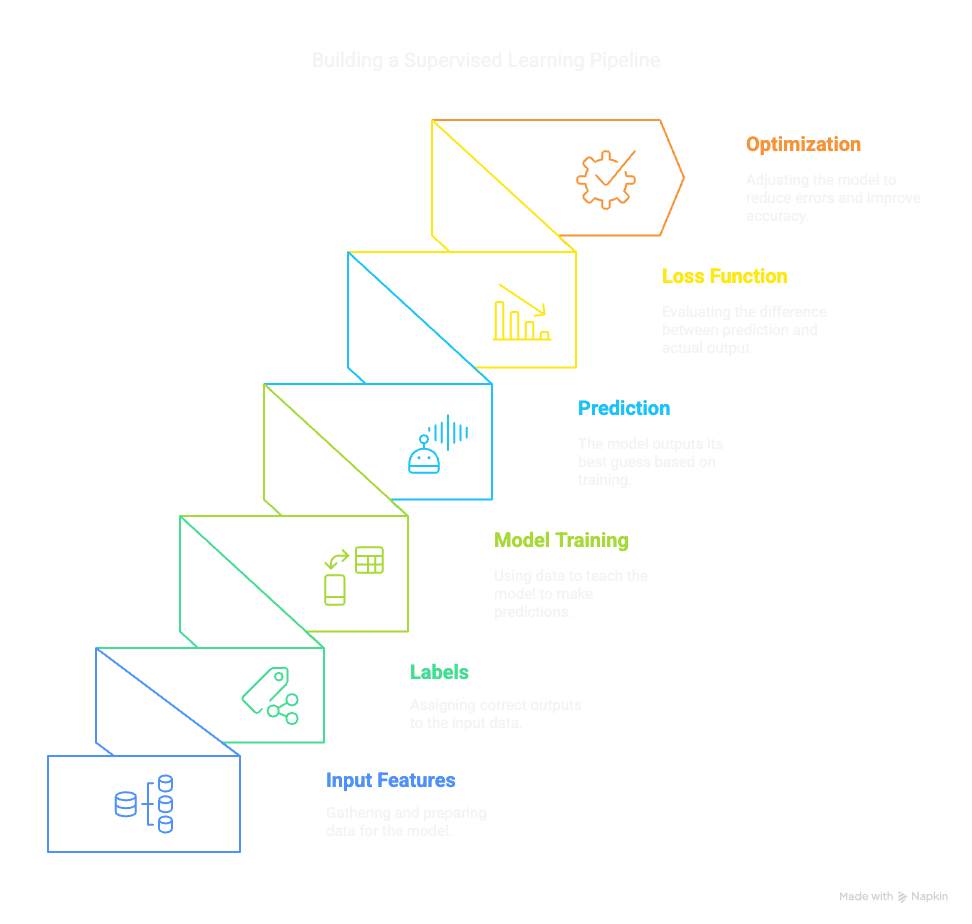 Building a Supervised Learning Pipeline
Optimization
Adjusting the model to
reduce errors and improve
accuracy.
Loss Function
Evaluating the difference
between prediction and
actual output.
Prediction
The model outputs its
best guess based on
training.
Model Training
Using data to teach the
model to make
predictions.
Labels
Assigning correct outputs
to the input data.
Input Features
Gathering and preparing
data for the model.
Made with Napkin